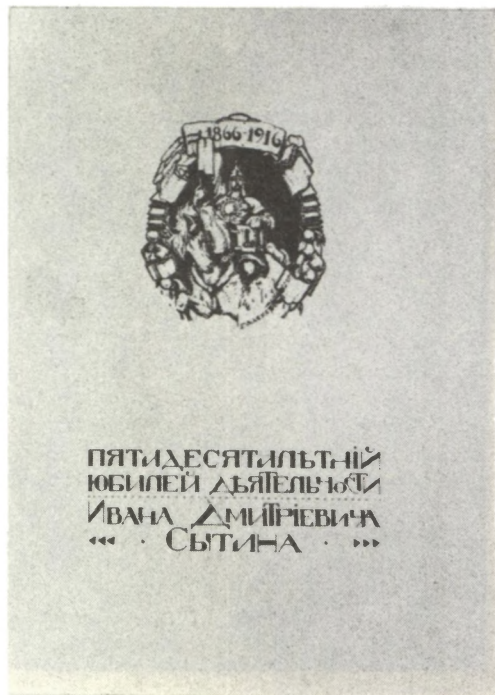 1866-1916
ПЯТИДЕСЯТИЛѢТНІЙ
ЮБИЛЕЙ ДѢЯТЕЛЬНОСТИ
ИВАНА ДМИТРІЕВИЧА
СЫТИНА